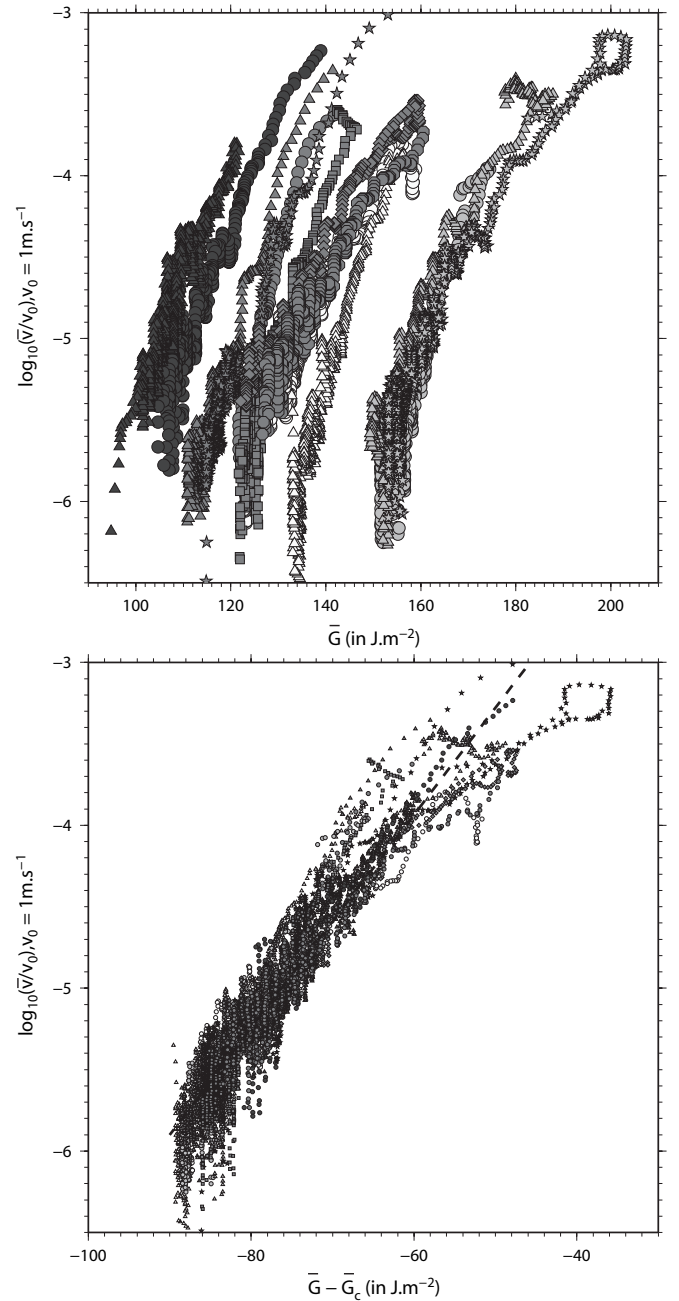 −3
−4
−5
−6
log₁₀(v̅/v₀),v₀ = 1m.s⁻¹
100 120 140 160 180 200
G̅ (in J.m⁻²)
−3
−4
−5
−6
log₁₀(v̅/v₀),v₀ = 1m.s⁻¹
−100 −80 −60 −40
G̅ − G̅c (in J.m⁻²)